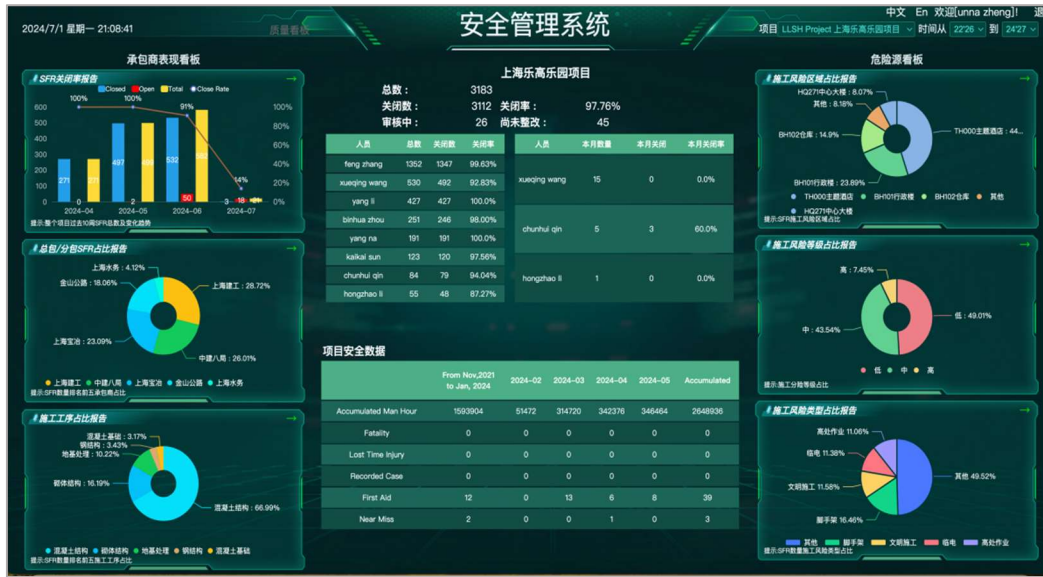 中文 En 欢迎[unna zheng]! 退
2024/7/1 星期一 21:08:41
质量看板
安全管理系统
项目 LLSH Project 上海乐高乐园项目 时间从 22'26 到 24'27
承包商表现看板
SFR关闭率报告
Closed Open Total Close Rate
600 500 400 300 200 100 0
100% 80% 60% 40% 20% 0%
100% 100% 91% 14%
271 271 0
497 499 2
532 582 50
3 18 21
2024-04 2024-05 2024-06 2024-07
提示:整个项目过去10周SFR总数及变化趋势
总包/分包SFR占比报告
上海水务：4.12%
金山公路：18.06%
上海建工：28.72%
上海宝冶：23.09%
中建八局：26.01%
上海建工 中建八局 上海宝冶 金山公路 上海水务
提示:SFR数量排名前五承包商占比
施工工序占比报告
混凝土基础：3.17%
钢结构：3.43%
地基处理：10.22%
砌体结构：16.19%
混凝土结构：66.99%
混凝土结构 砌体结构 地基处理 钢结构 混凝土基础
提示:SFR数量排名前五施工工序占比
上海乐高乐园项目
总数： 3183
关闭数： 3112 关闭率： 97.76%
审核中： 26 尚未整改： 45
人员 总数 关闭数 关闭率
feng zhang 1352 1347 99.63%
xueqing wang 530 492 92.83%
yang li 427 427 100.0%
binhua zhou 251 246 98.00%
yang na 191 191 100.0%
kaikai sun 123 120 97.56%
chunhui qin 84 79 94.04%
hongzhao li 55 48 87.27%
人员 本月数量 本月关闭 本月关闭率
xueqing wang 15 0 0.0%
chunhui qin 5 3 60.0%
hongzhao li 1 0 0.0%
项目安全数据
From Nov,2021 to Jan, 2024 2024-02 2024-03 2024-04 2024-05 Accumulated
Accumulated Man Hour 1593904 51472 314720 342376 346464 2648936
Fatality 0 0 0 0 0 0
Lost Time Injury 0 0 0 0 0 0
Recorded Case 0 0 0 0 0 0
First Aid 12 0 13 6 8 39
Near Miss 2 0 0 1 0 3
危险源看板
施工风险区域占比报告
HQ271中心大楼：8.07%
其他：8.18%
BH102仓库：14.9%
TH000主题酒店：44...
BH101行政楼：23.89%
TH000主题酒店 BH101行政楼 BH102仓库 其他
HQ271中心大楼
提示:SFR施工风险区域占比
施工风险等级占比报告
高：7.45%
低：49.01%
中：43.54%
低 中 高
提示:施工分险等级占比
施工风险类型占比报告
高处作业 11.06%
临电 11.38%
其他 49.52%
文明施工 11.58%
脚手架 16.46%
其他 脚手架 文明施工 临电 高处作业
提示:SFR数量施工风险类型占比